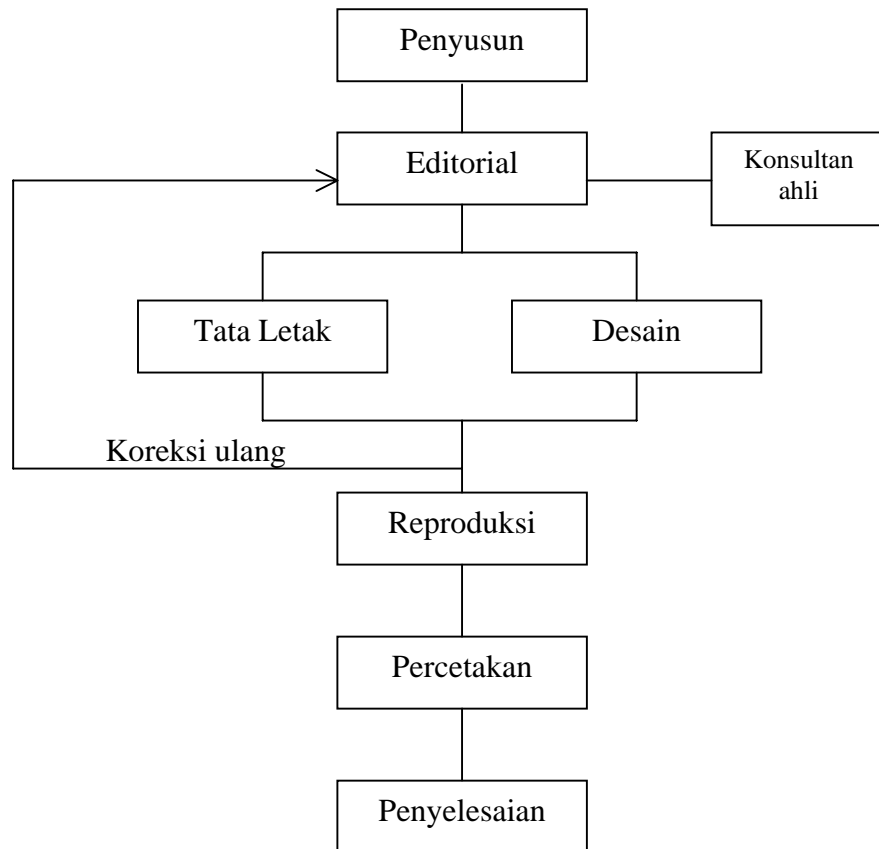 Penyusun
Editorial
Konsultan
ahli
Tata Letak
Desain
Koreksi ulang
Reproduksi
Percetakan
Penyelesaian